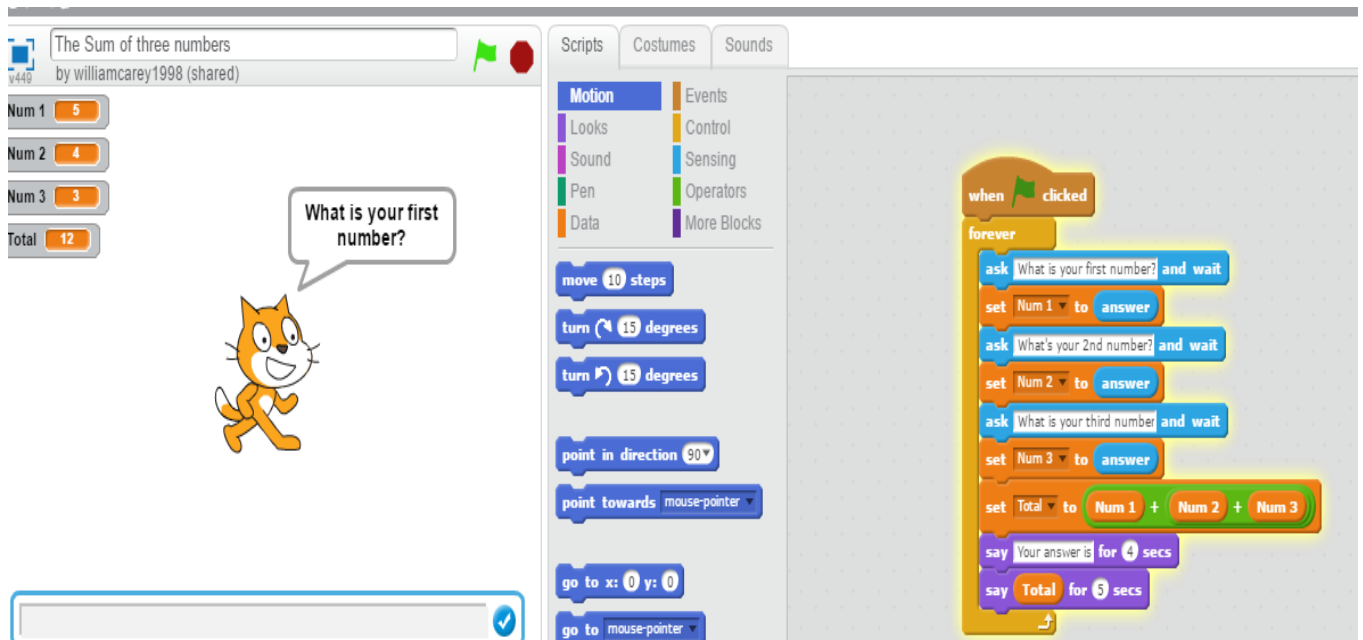 The Sum of three numbers
v449
by williamcarey1998 (shared)
Num 1 5
Num 2 4
Num 3 3
Total 12
What is your first
number?
Scripts Costumes Sounds
Motion Events
Looks Control
Sound Sensing
Pen Operators
Data More Blocks
move 10 steps
turn 15 degrees
turn 15 degrees
point in direction 90
point towards mouse-pointer
go to x: 0 y: 0
go to mouse-pointer
when clicked
forever
ask What is your first number? and wait
set Num 1 to answer
ask What's your 2nd number? and wait
set Num 2 to answer
ask What is your third number and wait
set Num 3 to answer
set Total to Num 1 + Num 2 + Num 3
say Your answer is for 4 secs
say Total for 5 secs